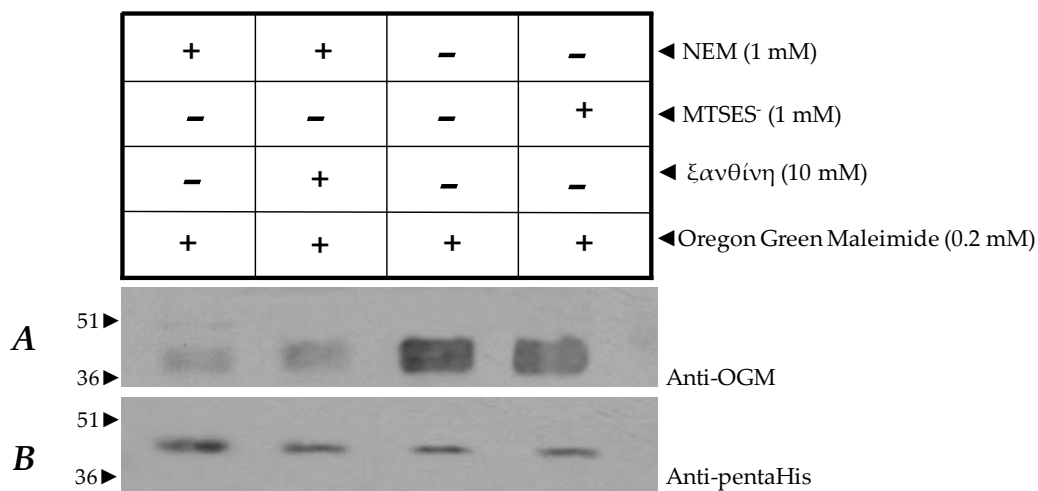 + + – – ◄ NEM (1 mM)
– – – + ◄ MTSES⁻ (1 mM)
– + – – ◄ ξανθίνη (10 mM)
+ + + + ◄Oregon Green Maleimide (0.2 mM)
51►
A
36► Anti-OGM
51►
B
36► Anti-pentaHis